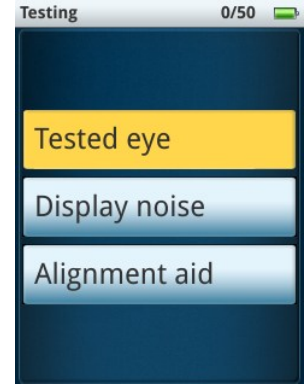 Testing 0/50
Tested eye
Display noise
Alignment aid